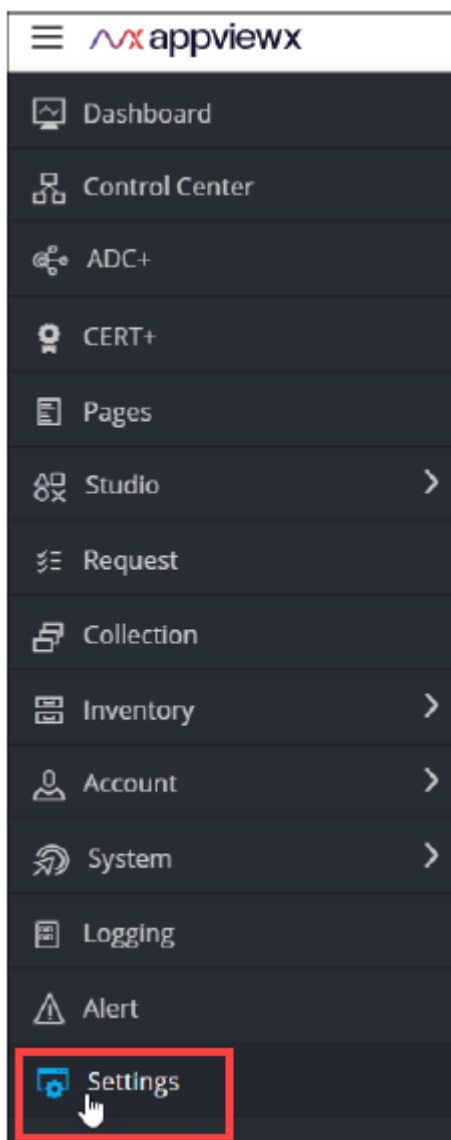 appviewx
Dashboard
Control Center
ADC+
CERT+
Pages
Studio
Request
Collection
Inventory
Account
System
Logging
Alert
Settings